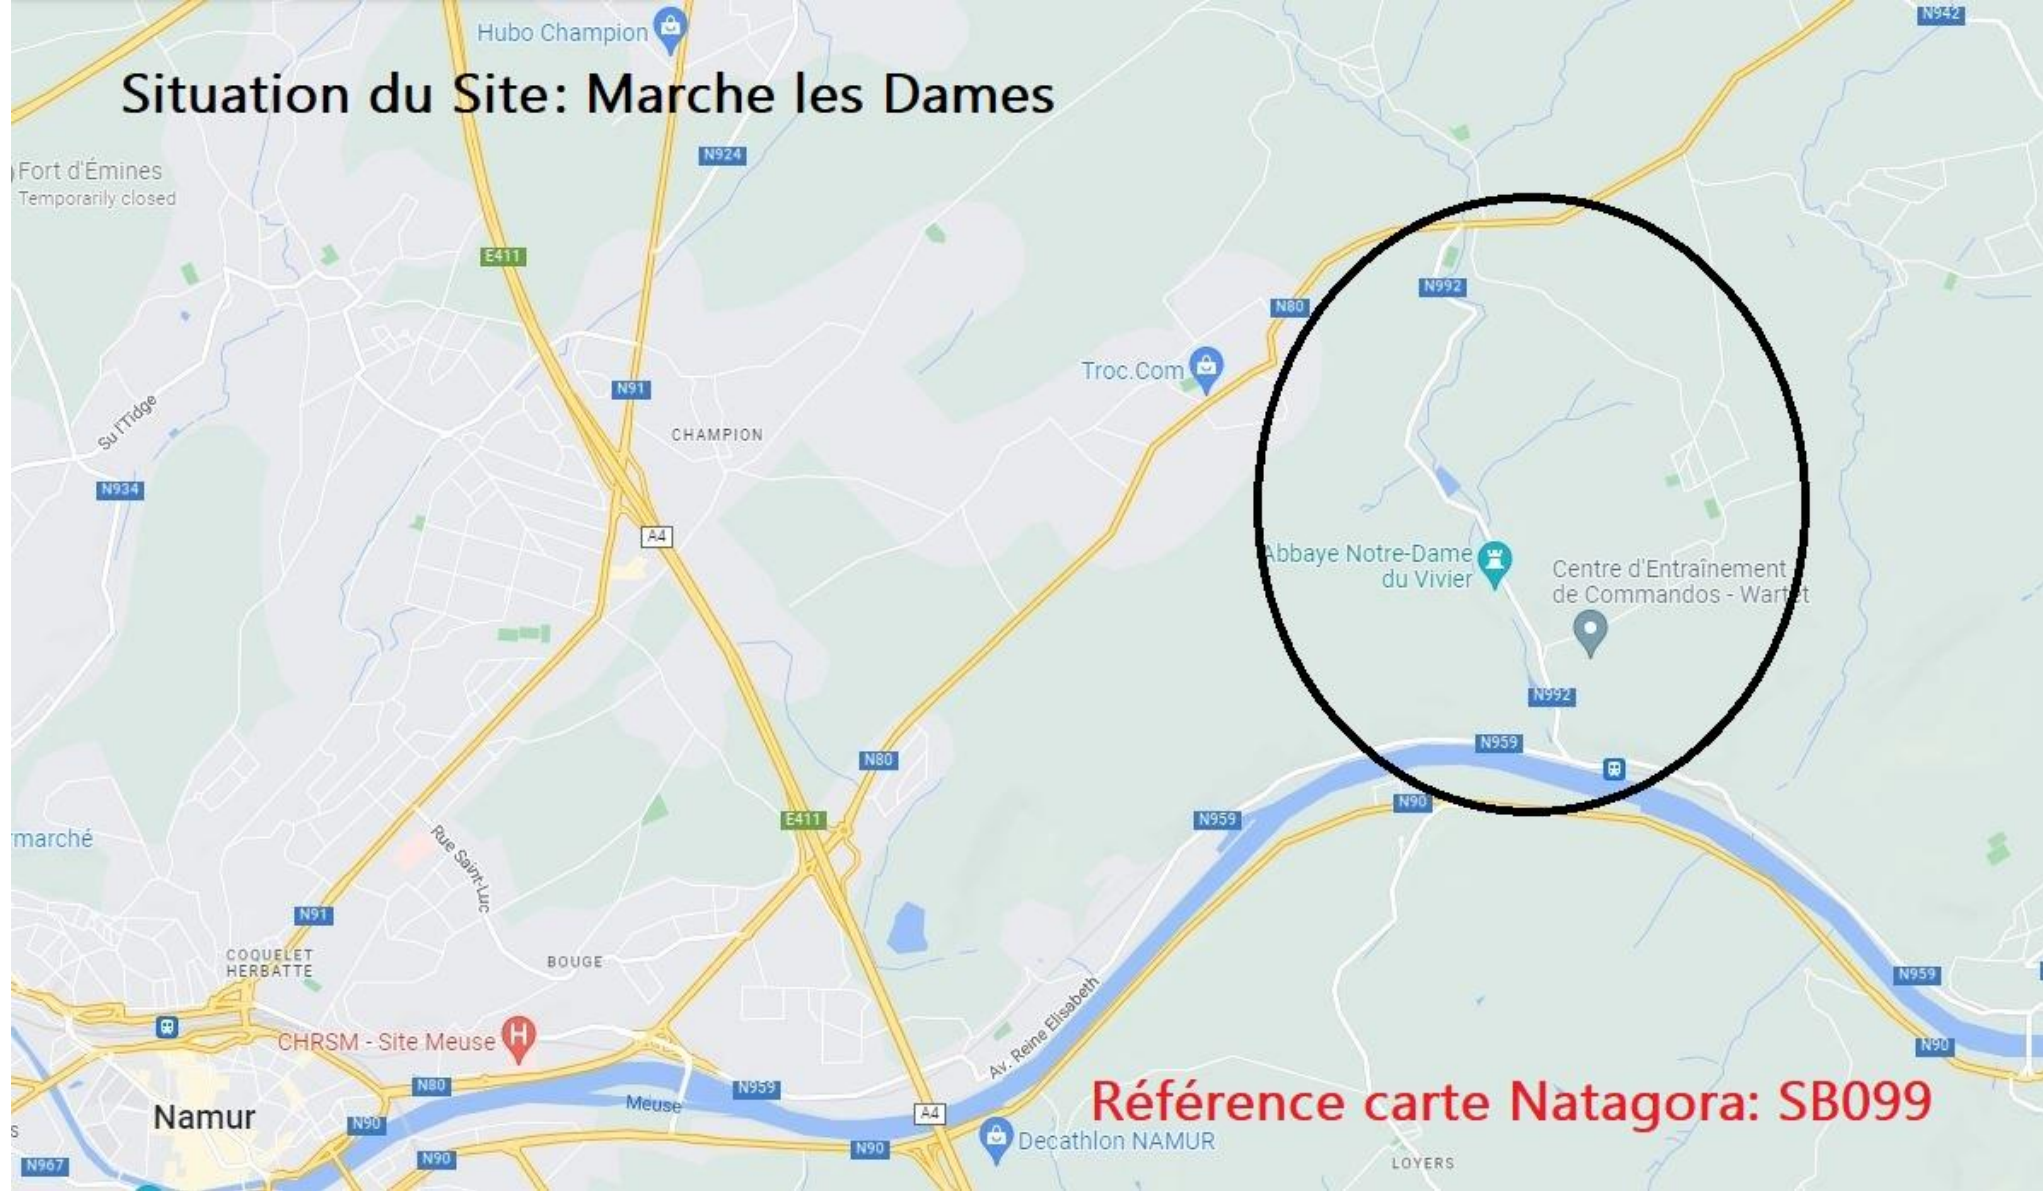 N942
Hubo Champion
Situation du Site: Marche les Dames
N924
Fort d'Émines
Temporarily closed
E411
N992
N80
Troc.Com
N91
Su l'Tidge
CHAMPION
N934
A4
Abbaye Notre-Dame
du Vivier
Centre d'Entraînement
de Commandos - Wartet
N992
N959
N80
N90
N959
E411
rmarché
Rue Saint-Luc
N91
COQUELET
HERBATTE
BOUGE
N959
Av. Reine Elisabeth
CHRSM - Site Meuse
H
N90
N80
N959
Meuse
A4
Référence carte Natagora: SB099
Namur
N90
N90
N90
Decathlon NAMUR
LOYERS
S
N967